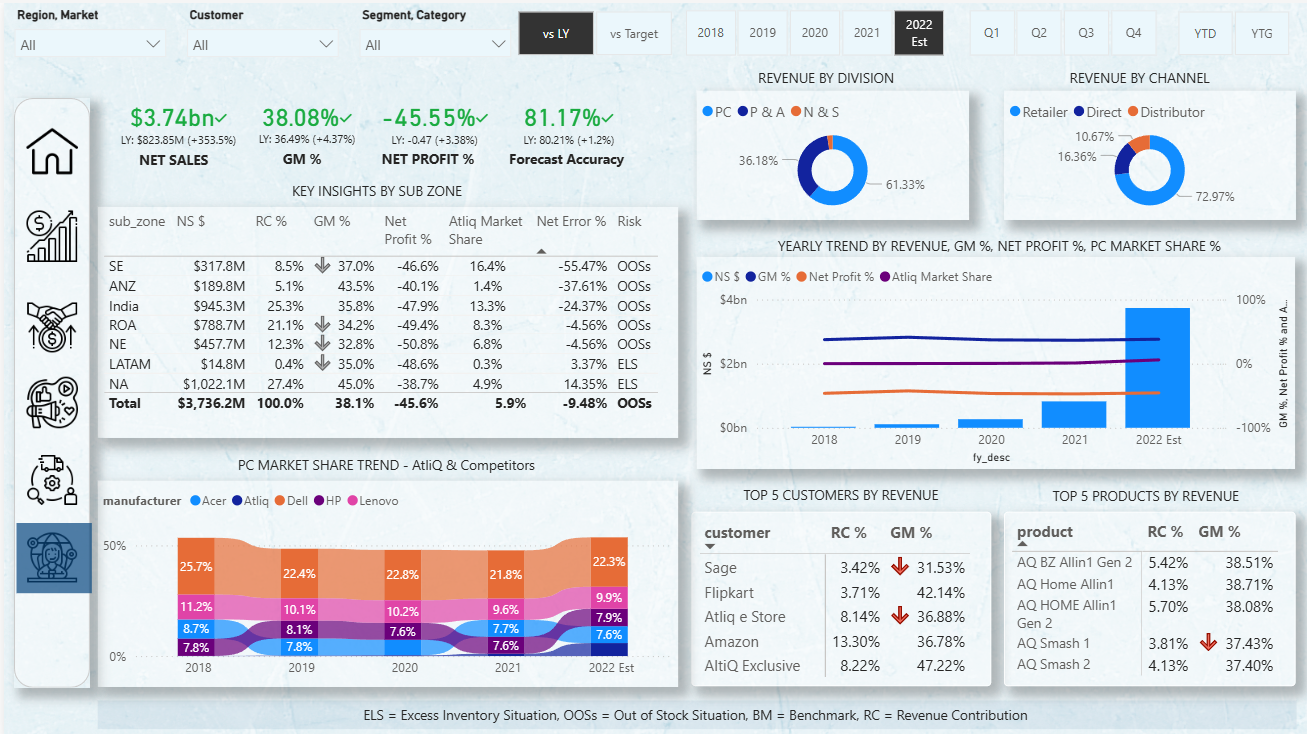 Region, Market
All
Customer
All
Segment, Category
All
vs LY
vs Target
2018
2019
2020
2021
2022
Est
Q1
Q2
Q3
Q4
YTD
YTG
$3.74bn
LY: $823.85M (+353.5%)
NET SALES
38.08%
LY: 36.49% (+4.37%)
GM %
-45.55%
LY: -0.47 (+3.38%)
NET PROFIT %
81.17%
LY: 80.21% (+1.2%)
Forecast Accuracy
REVENUE BY DIVISION
PC P & A N & S
36.18%
61.33%
REVENUE BY CHANNEL
Retailer Direct Distributor
10.67%
16.36%
72.97%
KEY INSIGHTS BY SUB ZONE
sub_zone NS $ RC % GM % Net Profit % Atliq Market Share Net Error % Risk
SE $317.8M 8.5% 37.0% -46.6% 16.4% -55.47% OOSs
ANZ $189.8M 5.1% 43.5% -40.1% 1.4% -37.61% OOSs
India $945.3M 25.3% 35.8% -47.9% 13.3% -24.37% OOSs
ROA $788.7M 21.1% 34.2% -49.4% 8.3% -4.56% OOSs
NE $457.7M 12.3% 32.8% -50.8% 6.8% -4.56% OOSs
LATAM $14.8M 0.4% 35.0% -48.6% 0.3% 3.37% ELS
NA $1,022.1M 27.4% 45.0% -38.7% 4.9% 14.35% ELS
Total $3,736.2M 100.0% 38.1% -45.6% 5.9% -9.48% OOSs
YEARLY TREND BY REVENUE, GM %, NET PROFIT %, PC MARKET SHARE %
NS $ GM % Net Profit % Atliq Market Share
$4bn
$2bn
$0bn
NS $
100%
0%
-100%
GM %, Net Profit % and A...
2018 2019 2020 2021 2022 Est
fy_desc
PC MARKET SHARE TREND - AtliQ & Competitors
manufacturer Acer Atliq Dell HP Lenovo
50%
0%
25.7% 22.4% 22.8% 21.8% 22.3%
11.2% 10.1% 10.2% 9.6% 9.9%
8.7% 8.1% 7.6% 7.7% 7.9%
7.8% 7.8% 7.6% 7.6%
2018 2019 2020 2021 2022 Est
TOP 5 CUSTOMERS BY REVENUE
customer RC % GM %
Sage 3.42% 31.53%
Flipkart 3.71% 42.14%
Atliq e Store 8.14% 36.88%
Amazon 13.30% 36.78%
AltiQ Exclusive 8.22% 47.22%
TOP 5 PRODUCTS BY REVENUE
product RC % GM %
AQ BZ Allin1 Gen 2 5.42% 38.51%
AQ Home Allin1 4.13% 38.71%
AQ HOME Allin1 5.70% 38.08%
Gen 2
AQ Smash 1 3.81% 37.43%
AQ Smash 2 4.13% 37.40%
ELS = Excess Inventory Situation, OOSs = Out of Stock Situation, BM = Benchmark, RC = Revenue Contribution